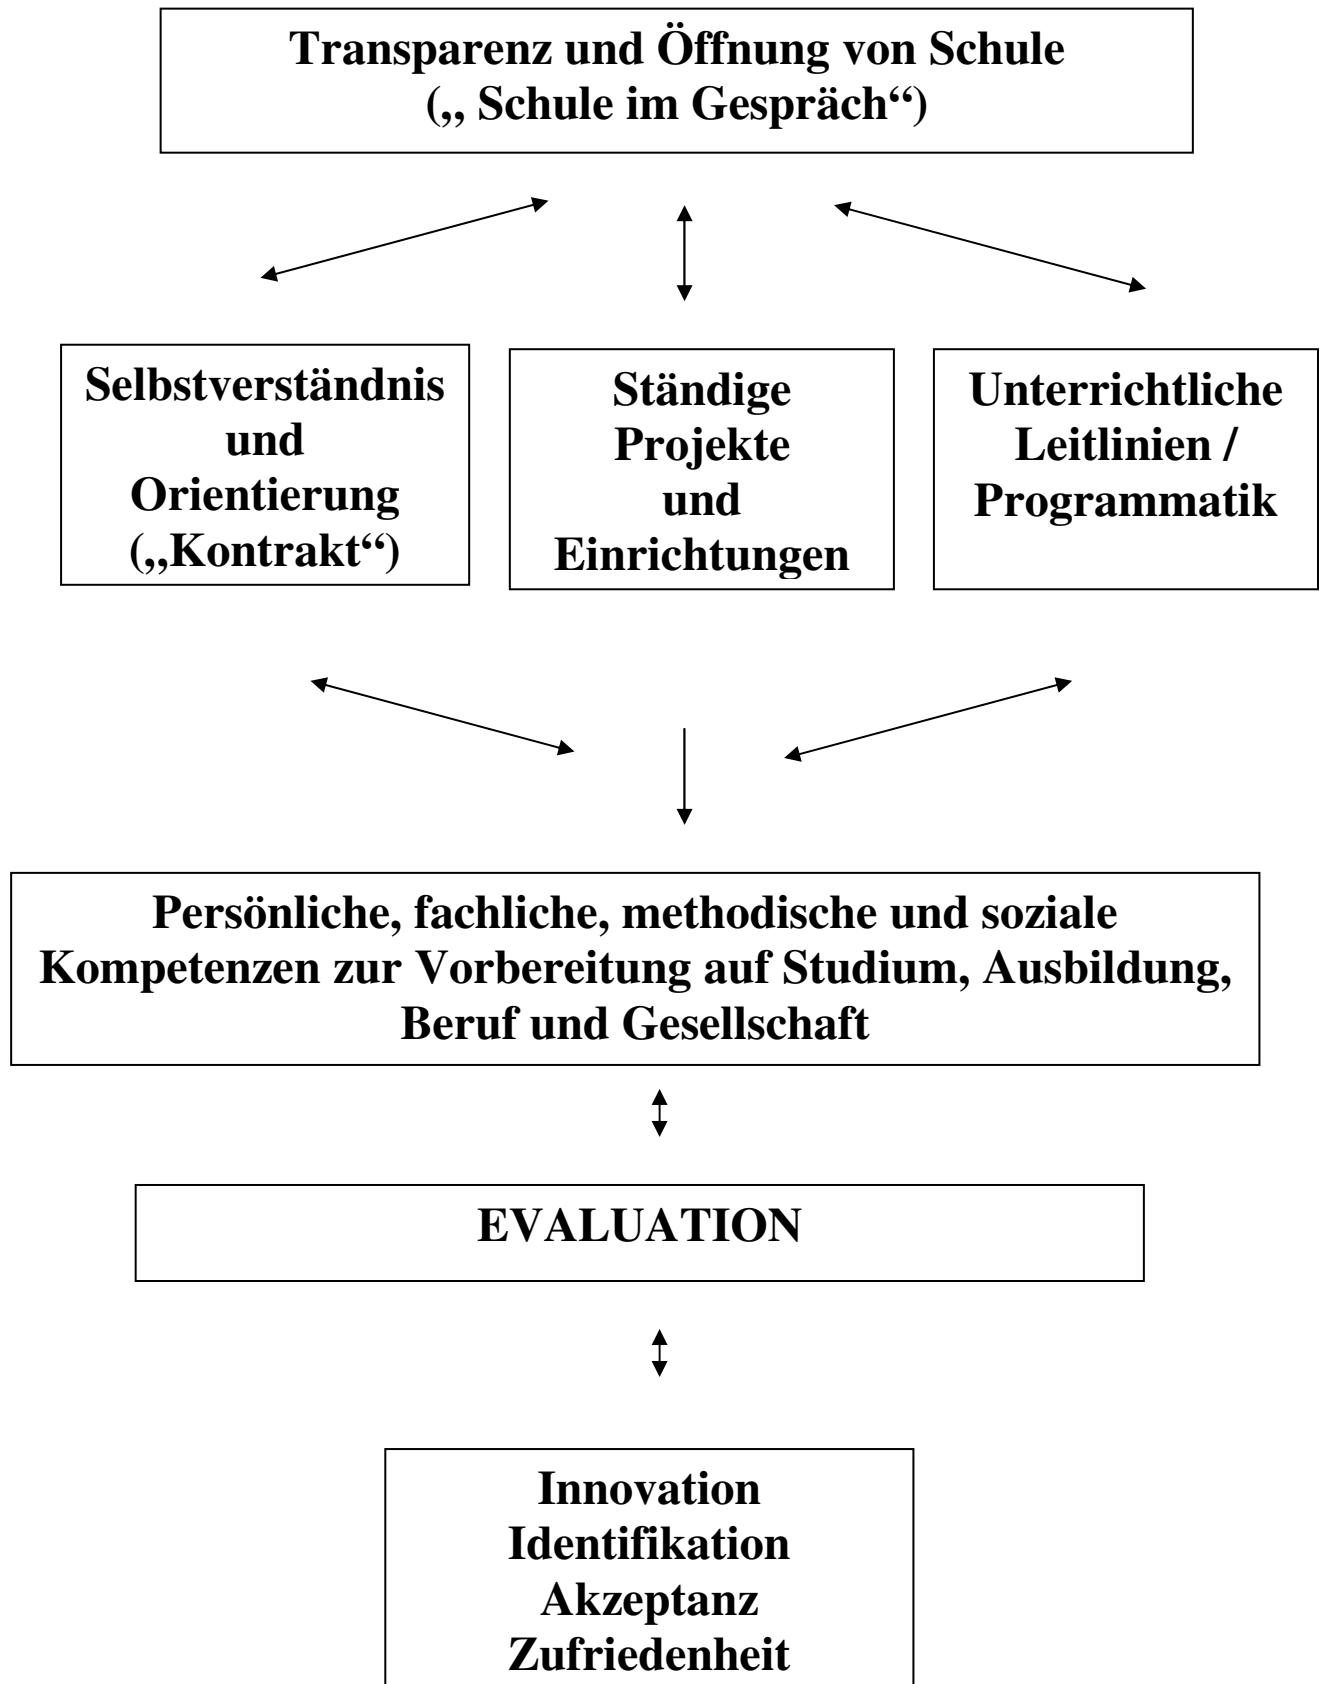 Transparenz und Öffnung von Schule
(„ Schule im Gespräch“)
Selbstverständnis
und
Orientierung
(„Kontrakt“)
Ständige
Projekte
und
Einrichtungen
Unterrichtliche
Leitlinien /
Programmatik
Persönliche, fachliche, methodische und soziale
Kompetenzen zur Vorbereitung auf Studium, Ausbildung,
Beruf und Gesellschaft
EVALUATION
Innovation
Identifikation
Akzeptanz
Zufriedenheit